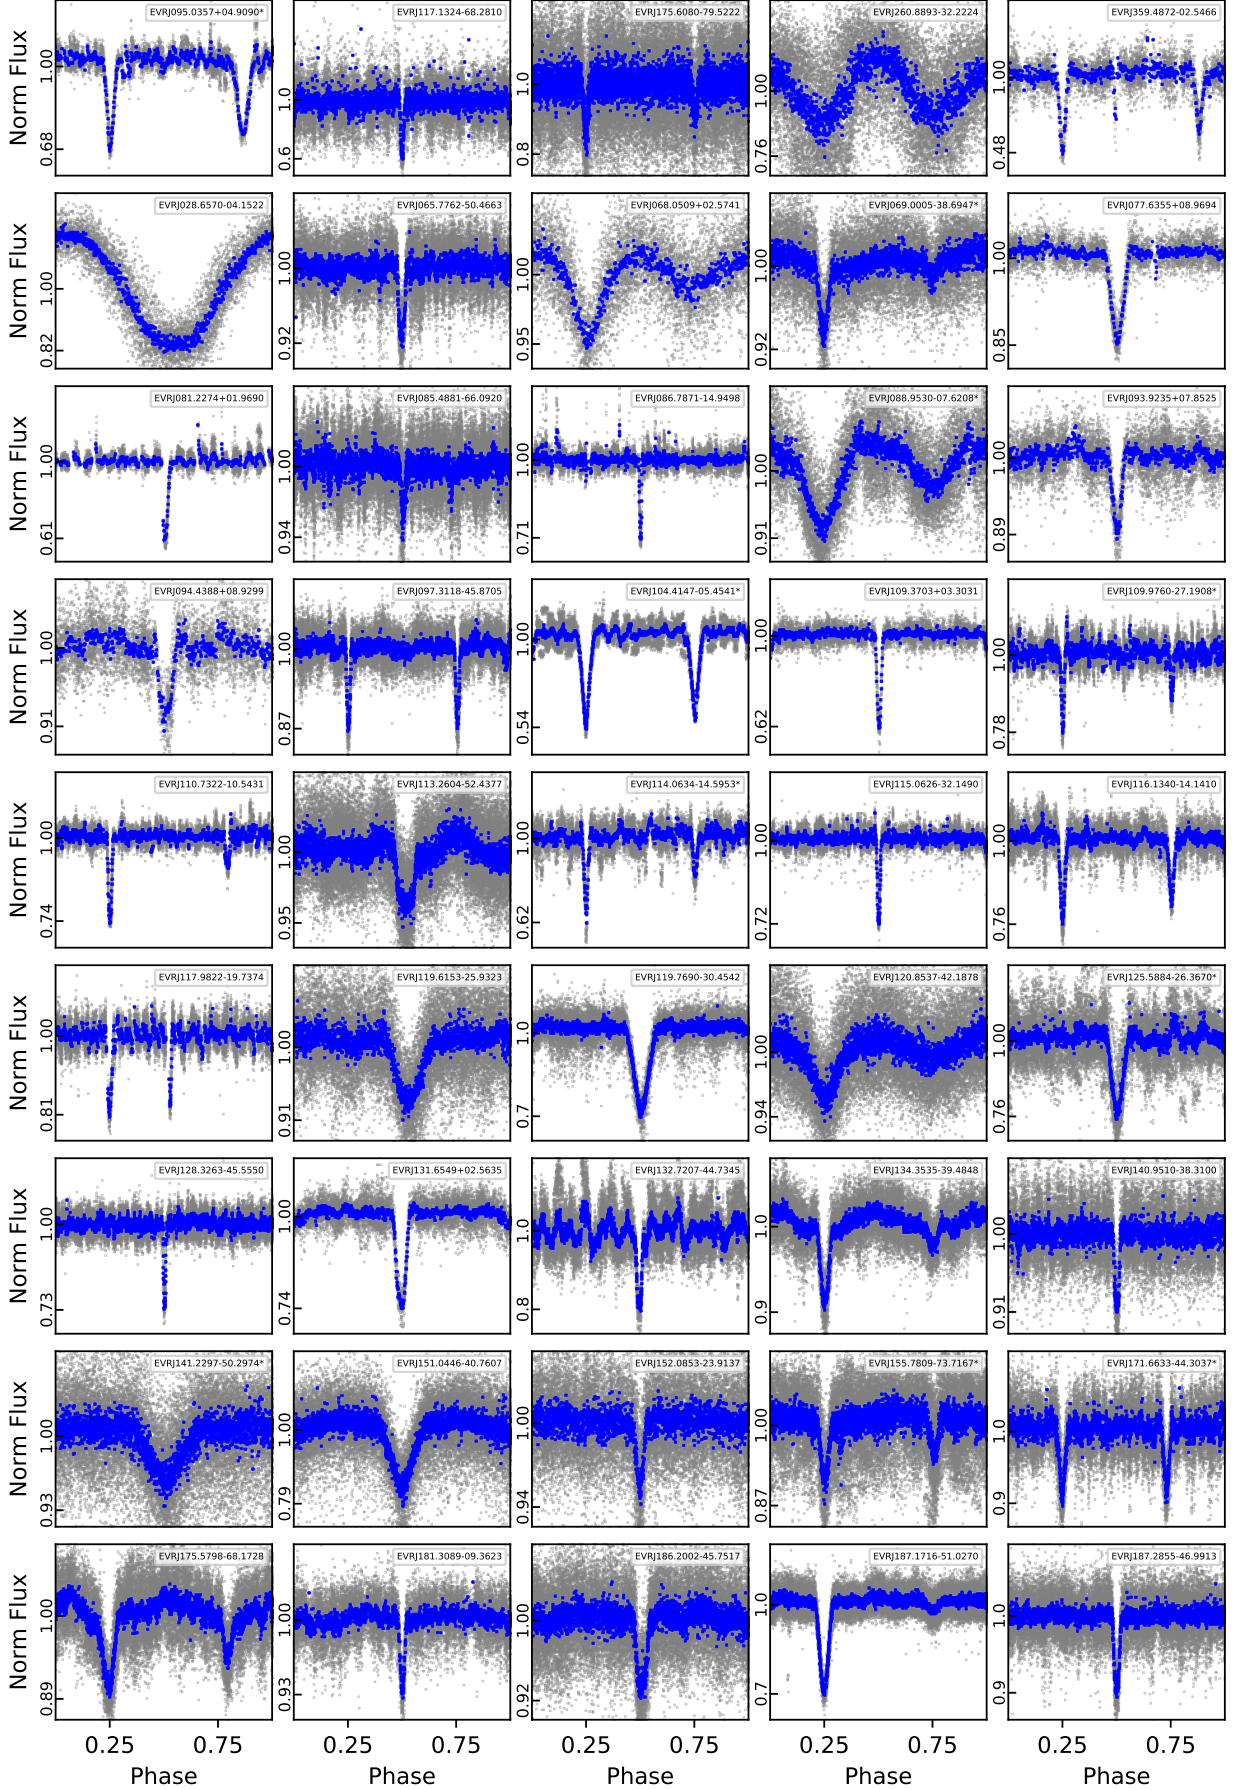 EVRJ095.0357+04.9090*
EVRJ117.1324-68.2810
EVRJ175.6080-79.5222
EVRJ260.8893-32.2224
EVRJ359.4872-02.5466
Norm Flux
1.00
0.68
1.0
0.6
1.0
0.8
1.00
0.76
1.00
0.48
EVRJ028.6570-04.1522
EVRJ065.7762-50.4663
EVRJ068.0509+02.5741
EVRJ069.0005-38.6947*
EVRJ077.6355+08.9694
Norm Flux
1.00
0.82
1.00
0.92
1.00
0.95
1.00
0.92
1.00
0.85
EVRJ081.2274+01.9690
EVRJ085.4881-66.0920
EVRJ086.7871-14.9498
EVRJ088.9530-07.6208*
EVRJ093.9235+07.8525
Norm Flux
1.00
0.61
1.00
0.94
1.00
0.71
1.00
0.91
1.00
0.89
EVRJ094.4388+08.9299
EVRJ097.3118-45.8705
EVRJ104.4147-05.4541*
EVRJ109.3703+03.3031
EVRJ109.9760-27.1908*
Norm Flux
1.00
0.91
1.00
0.87
1.00
0.54
1.00
0.62
1.00
0.78
EVRJ110.7322-10.5431
EVRJ113.2604-52.4377
EVRJ114.0634-14.5953*
EVRJ115.0626-32.1490
EVRJ116.1340-14.1410
Norm Flux
1.00
0.74
1.00
0.95
1.00
0.62
1.00
0.72
1.00
0.76
EVRJ117.9822-19.7374
EVRJ119.6153-25.9323
EVRJ119.7690-30.4542
EVRJ120.8537-42.1878
EVRJ125.5884-26.3670*
Norm Flux
1.00
0.81
1.00
0.91
1.0
0.7
1.00
0.94
1.00
0.76
EVRJ128.3263-45.5550
EVRJ131.6549+02.5635
EVRJ132.7207-44.7345
EVRJ134.3535-39.4848
EVRJ140.9510-38.3100
Norm Flux
1.00
0.73
1.00
0.74
1.0
0.8
1.0
0.9
1.00
0.91
EVRJ141.2297-50.2974*
EVRJ151.0446-40.7607
EVRJ152.0853-23.9137
EVRJ155.7809-73.7167*
EVRJ171.6633-44.3037*
Norm Flux
1.00
0.93
1.00
0.79
1.00
0.94
1.00
0.87
1.0
0.9
EVRJ175.5798-68.1728
EVRJ181.3089-09.3623
EVRJ186.2002-45.7517
EVRJ187.1716-51.0270
EVRJ187.2855-46.9913
Norm Flux
1.00
0.89
1.00
0.93
1.00
0.92
1.0
0.7
1.0
0.9
0.25 0.75
0.25 0.75
0.25 0.75
0.25 0.75
0.25 0.75
Phase
Phase
Phase
Phase
Phase